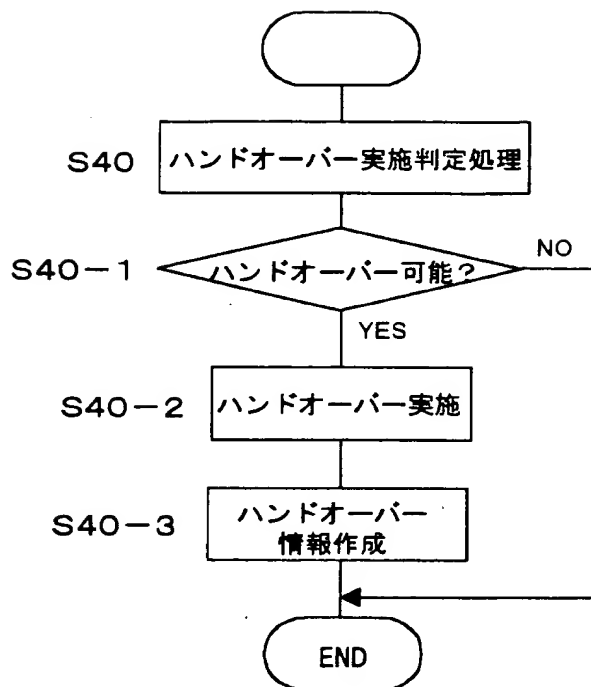 S40 ハンドオーバー実施判定処理
S40-1 ハンドオーバー可能? NO
YES
S40-2 ハンドオーバー実施
S40-3 ハンドオーバー
情報作成
END